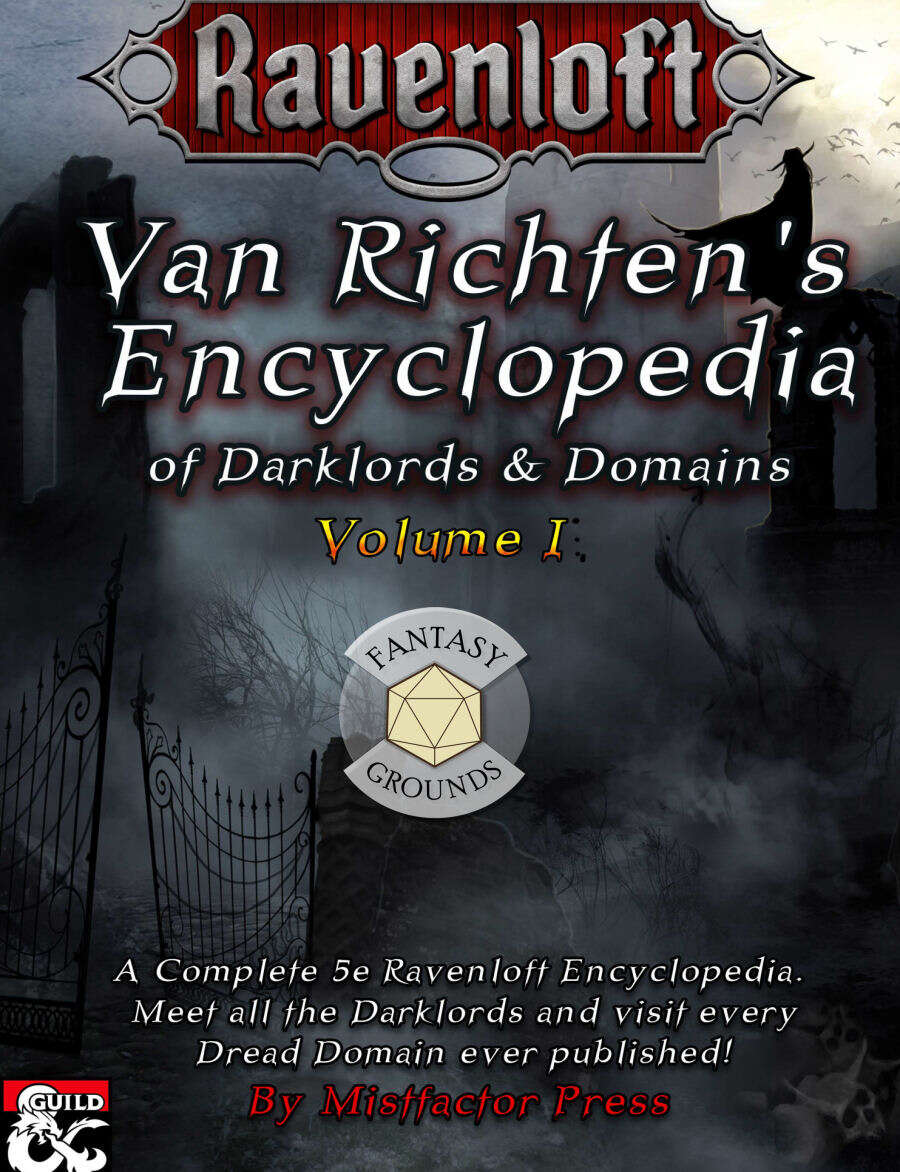 Ravenloft
Van Richten's
Encyclopedia
of Darklords & Domains
Volume I
FANTASY
GROUNDS
A Complete 5e Ravenloft Encyclopedia.
Meet all the Darklords and visit every
Dread Domain ever published!
By Mistfactor Press
GUILD